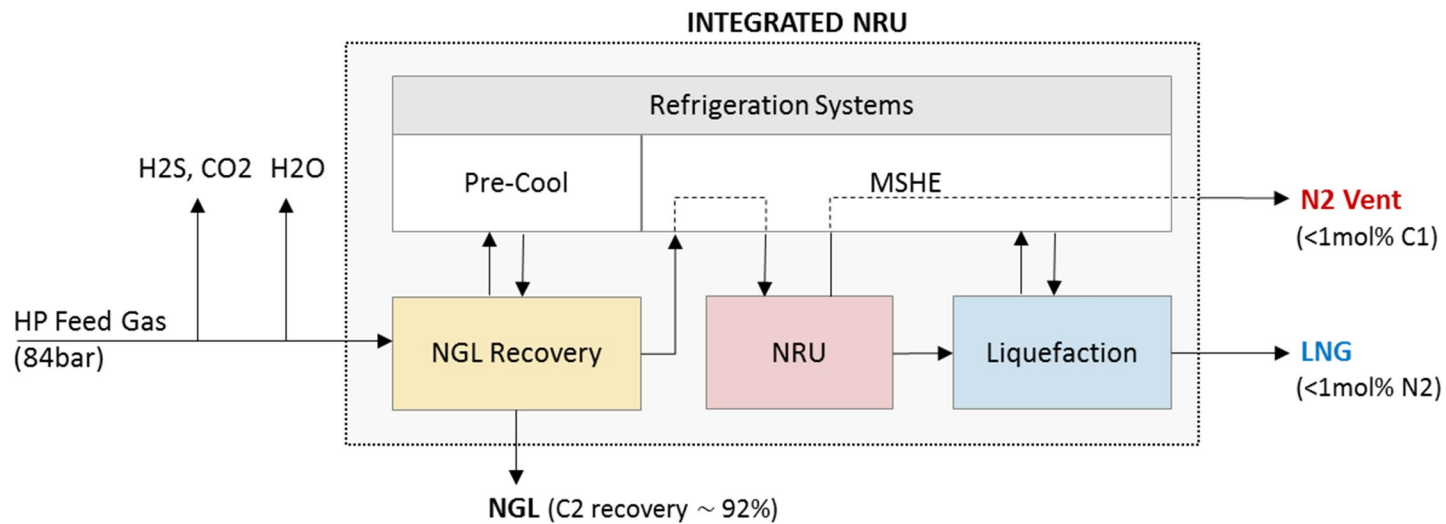 INTEGRATED NRU
Refrigeration Systems
Pre-Cool
MSHE
H2S, CO2
H2O
N2 Vent
(<1mol% C1)
HP Feed Gas
(84bar)
NGL Recovery
NRU
Liquefaction
LNG
(<1mol% N2)
NGL (C2 recovery ~ 92%)